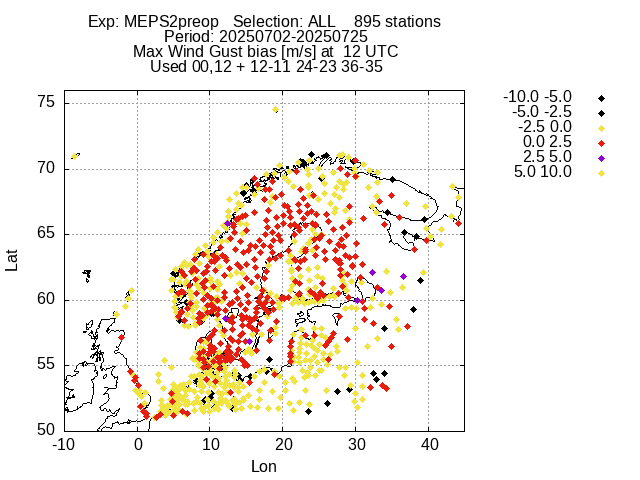 Exp: MEPS2preop   Selection: ALL    895 stations
Period: 20250702-20250725
Max Wind Gust bias [m/s] at  12 UTC
Used 00,12 + 12-11 24-23 36-35
-10.0 -5.0
-5.0 -2.5
-2.5 0.0
0.0 2.5
2.5 5.0
5.0 10.0
75
70
65
60
55
50
Lat
-10 0 10 20 30 40
Lon